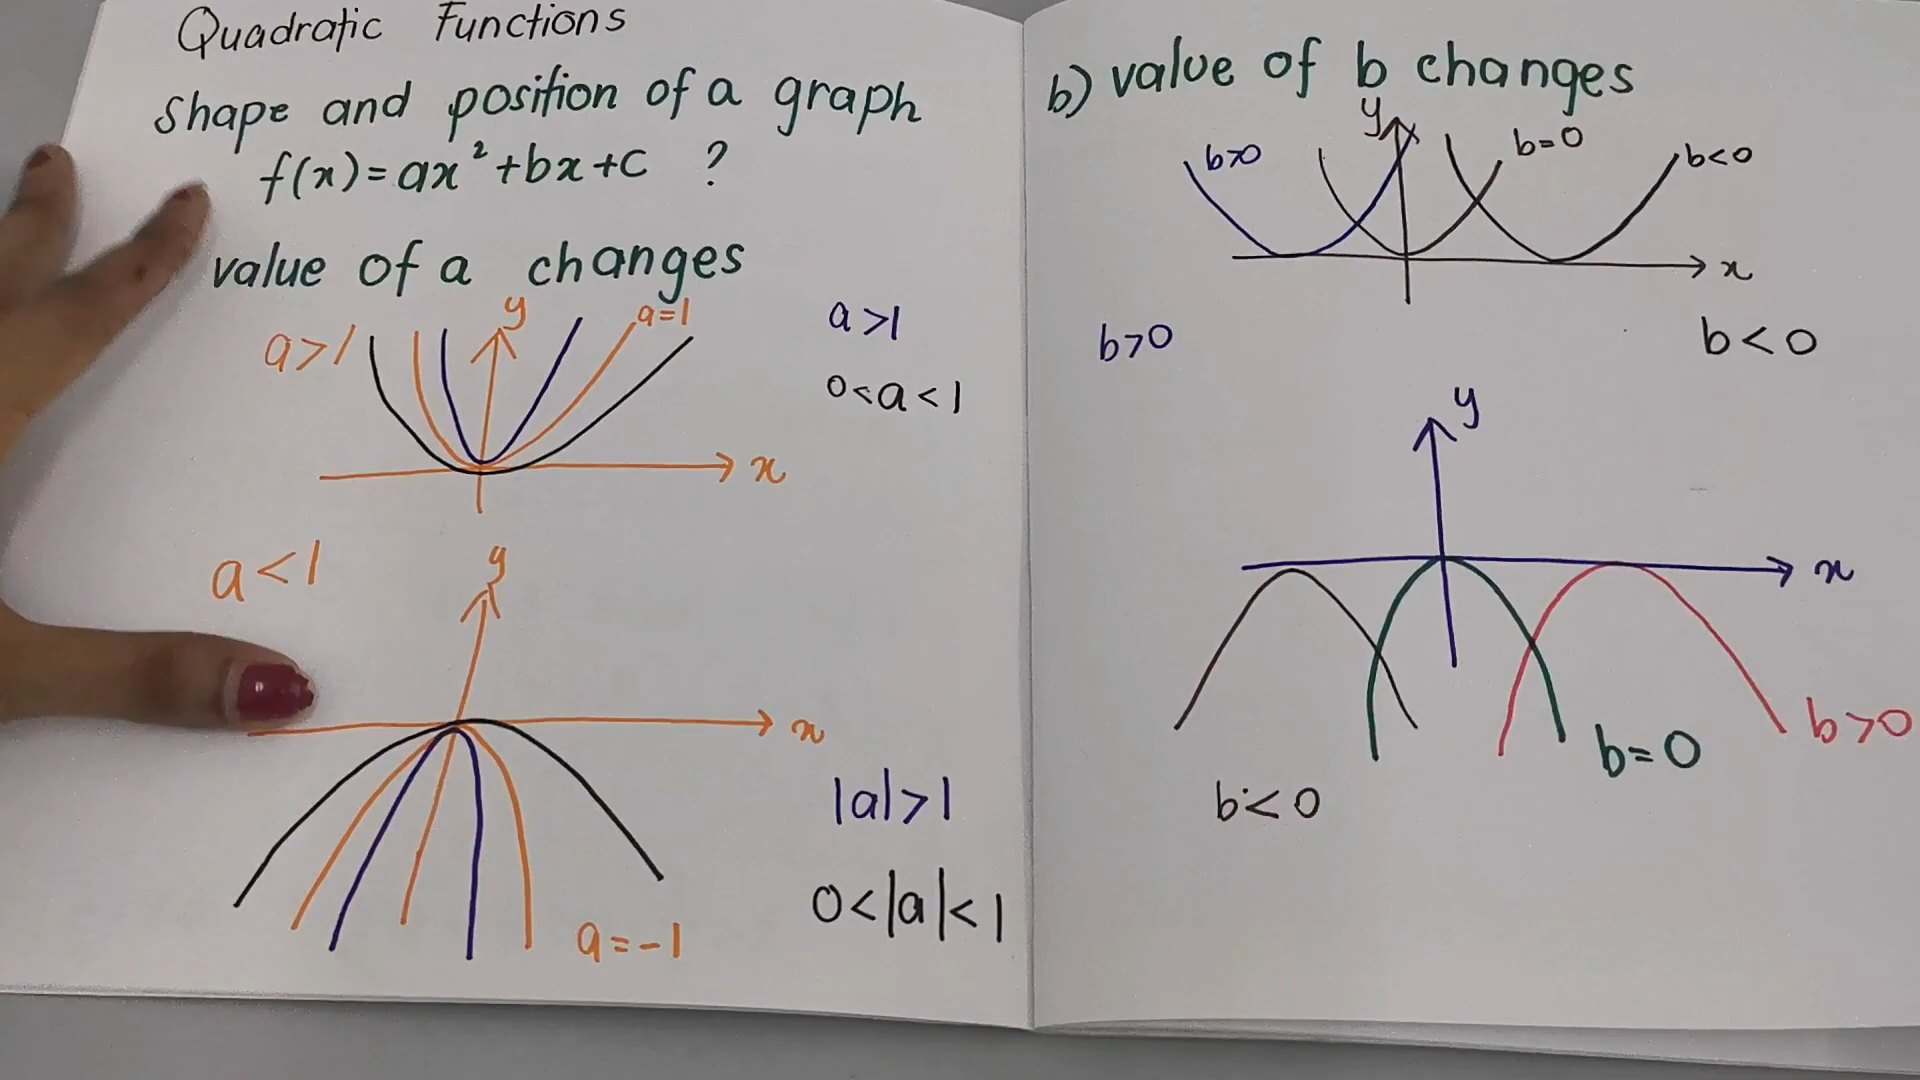 Quadratic Functions
Shape and position of a graph
f(x)=ax²+bx+c ?
value of a changes
a>1
y
a=1
x
a>1
0<a<1
a<1
y
x
a=-1
|a|>1
0<|a|<1
b) value of b changes
y
b>0
b=0
b<0
x
b>0
b<0
y
x
b<0
b=0
b>0